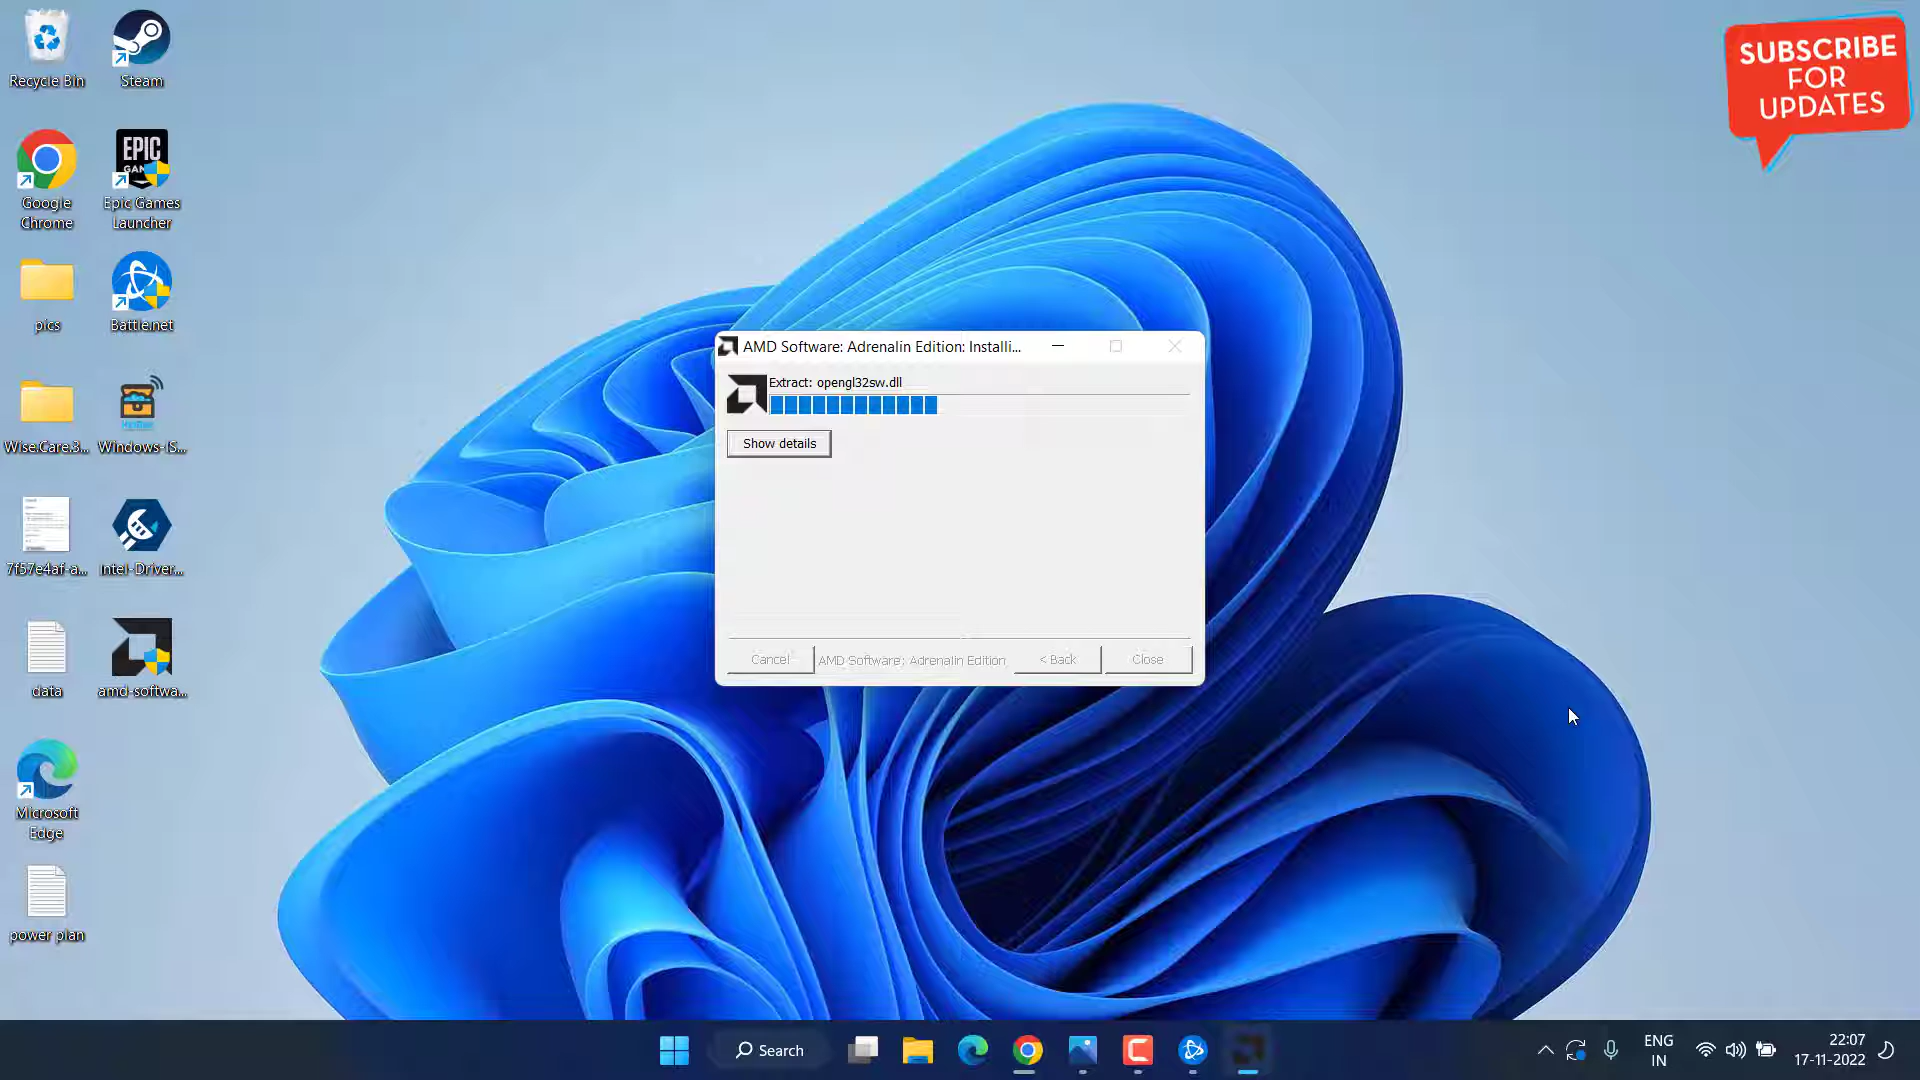 Recycle Bin
Steam
SUBSCRIBE
FOR
UPDATES
EPIC
Google
Chrome
Epic Games
Launcher
pics
Battle.net
AMD Software: Adrenalin Edition: Installi...
Extract: opengl32sw.dll
Show details
Wise.Care.3...
Windows-IS...
7f57e4af-a...
Intel-Driver...
data
amd-softwa...
Cancel
AMD Software: Adrenalin Edition
< Back
Close
Microsoft
Edge
power plan
Search
ENG
IN
22:07
17-11-2022